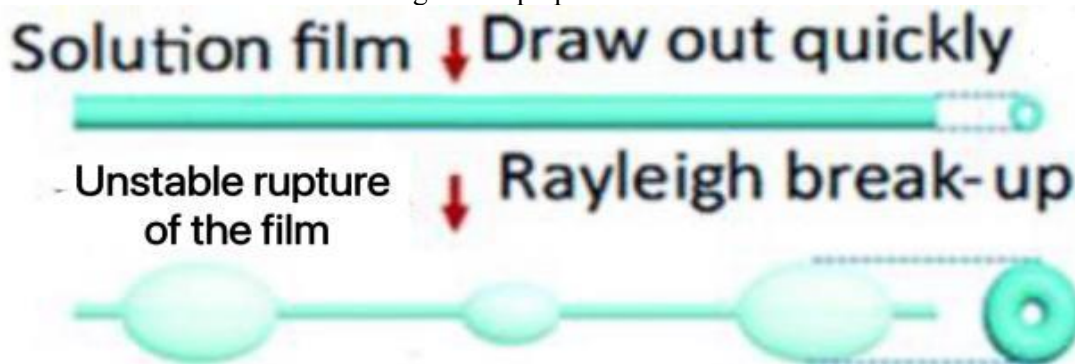 Solution film Draw out quickly
Unstable rupture
of the film
Rayleigh break-up